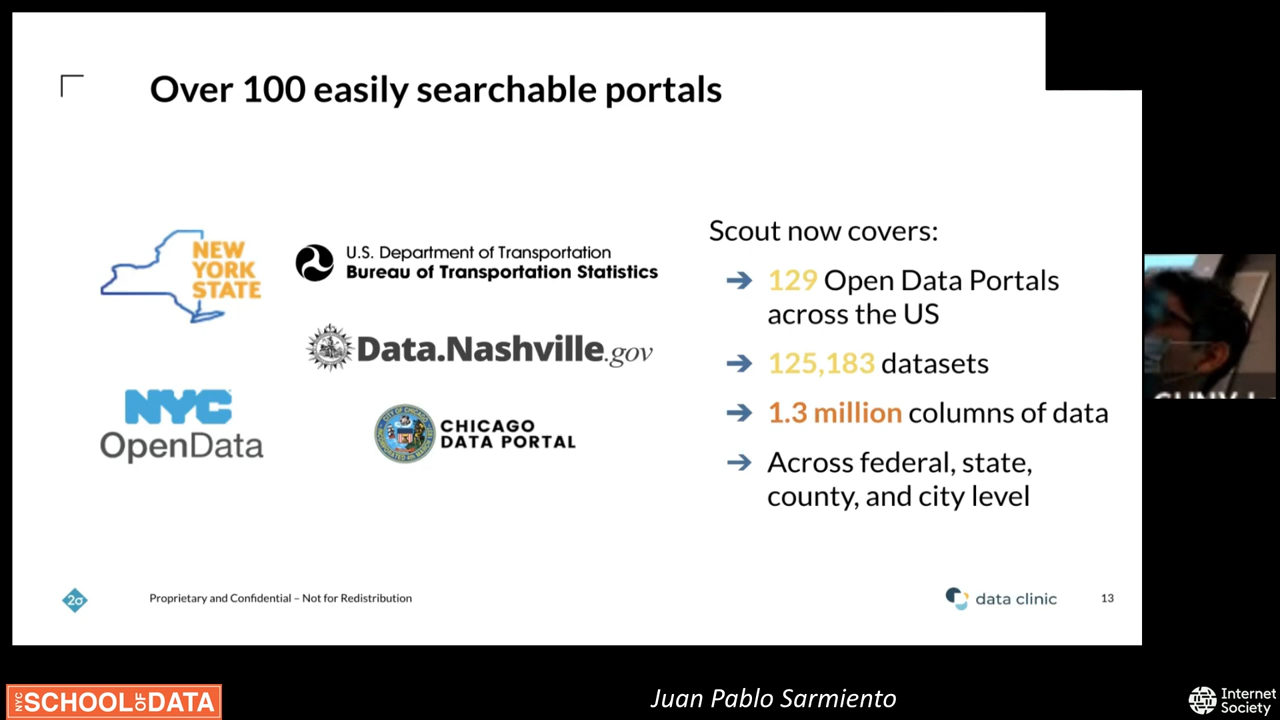 Over 100 easily searchable portals
NEW
YORK
STATE
U.S. Department of Transportation
Bureau of Transportation Statistics
Data.Nashville.gov
NYC
OpenData
CITY OF CHICAGO
CHICAGO
DATA PORTAL
Scout now covers:
➔ 129 Open Data Portals
across the US
➔ 125,183 datasets
➔ 1.3 million columns of data
➔ Across federal, state,
county, and city level
2σ
Proprietary and Confidential – Not for Redistribution
data clinic
13
NYC SCHOOL OF DATA
Juan Pablo Sarmiento
Internet
Society